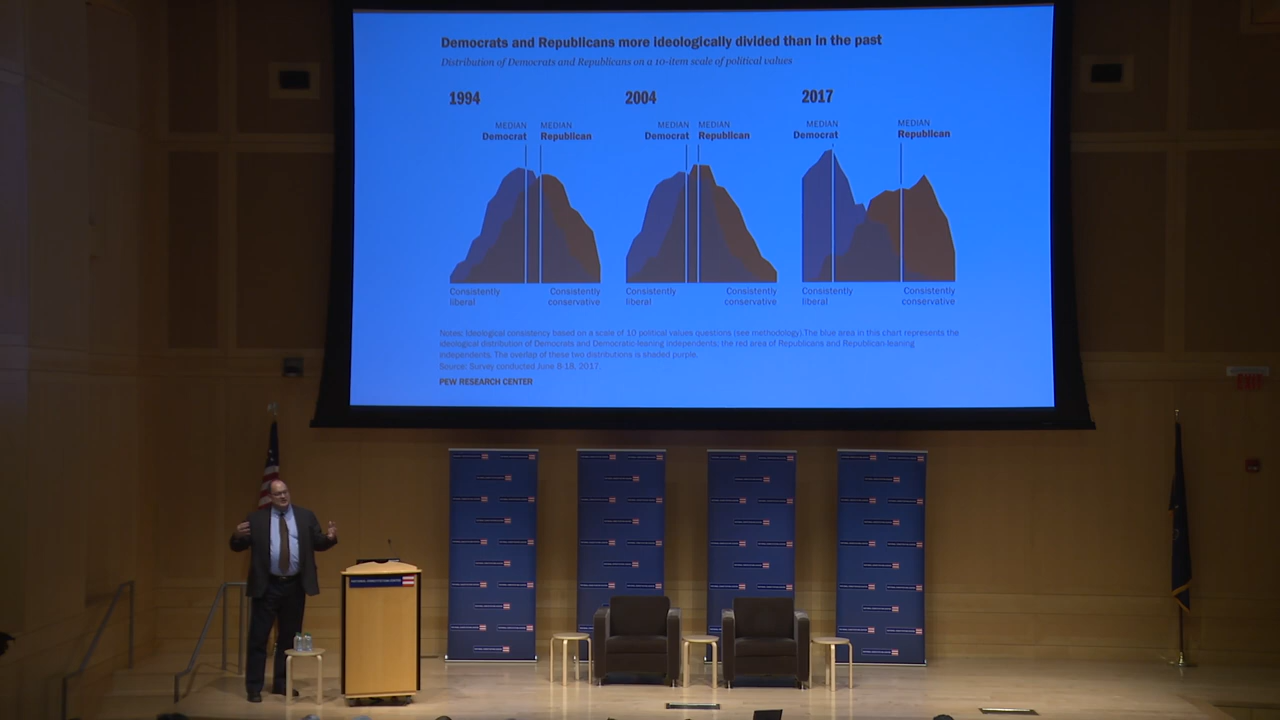 Democrats and Republicans more ideologically divided than in the past
Distribution of Democrats and Republicans on a 10-item scale of political values
1994
2004
2017
MEDIAN
Democrat
MEDIAN
Republican
MEDIAN
Democrat
MEDIAN
Republican
MEDIAN
Democrat
MEDIAN
Republican
Consistently
liberal
Consistently
conservative
Consistently
liberal
Consistently
conservative
Consistently
liberal
Consistently
conservative
Notes: Ideological consistency based on a scale of 10 political values questions (see methodology).The blue area in this chart represents the
ideological distribution of Democrats and Democratic-leaning independents; the red area of Republicans and Republican-leaning
independents. The overlap of these two distributions is shaded purple.
Source: Survey conducted June 8-18, 2017.
PEW RESEARCH CENTER
EXIT
NATIONAL CONSTITUTION CENTER